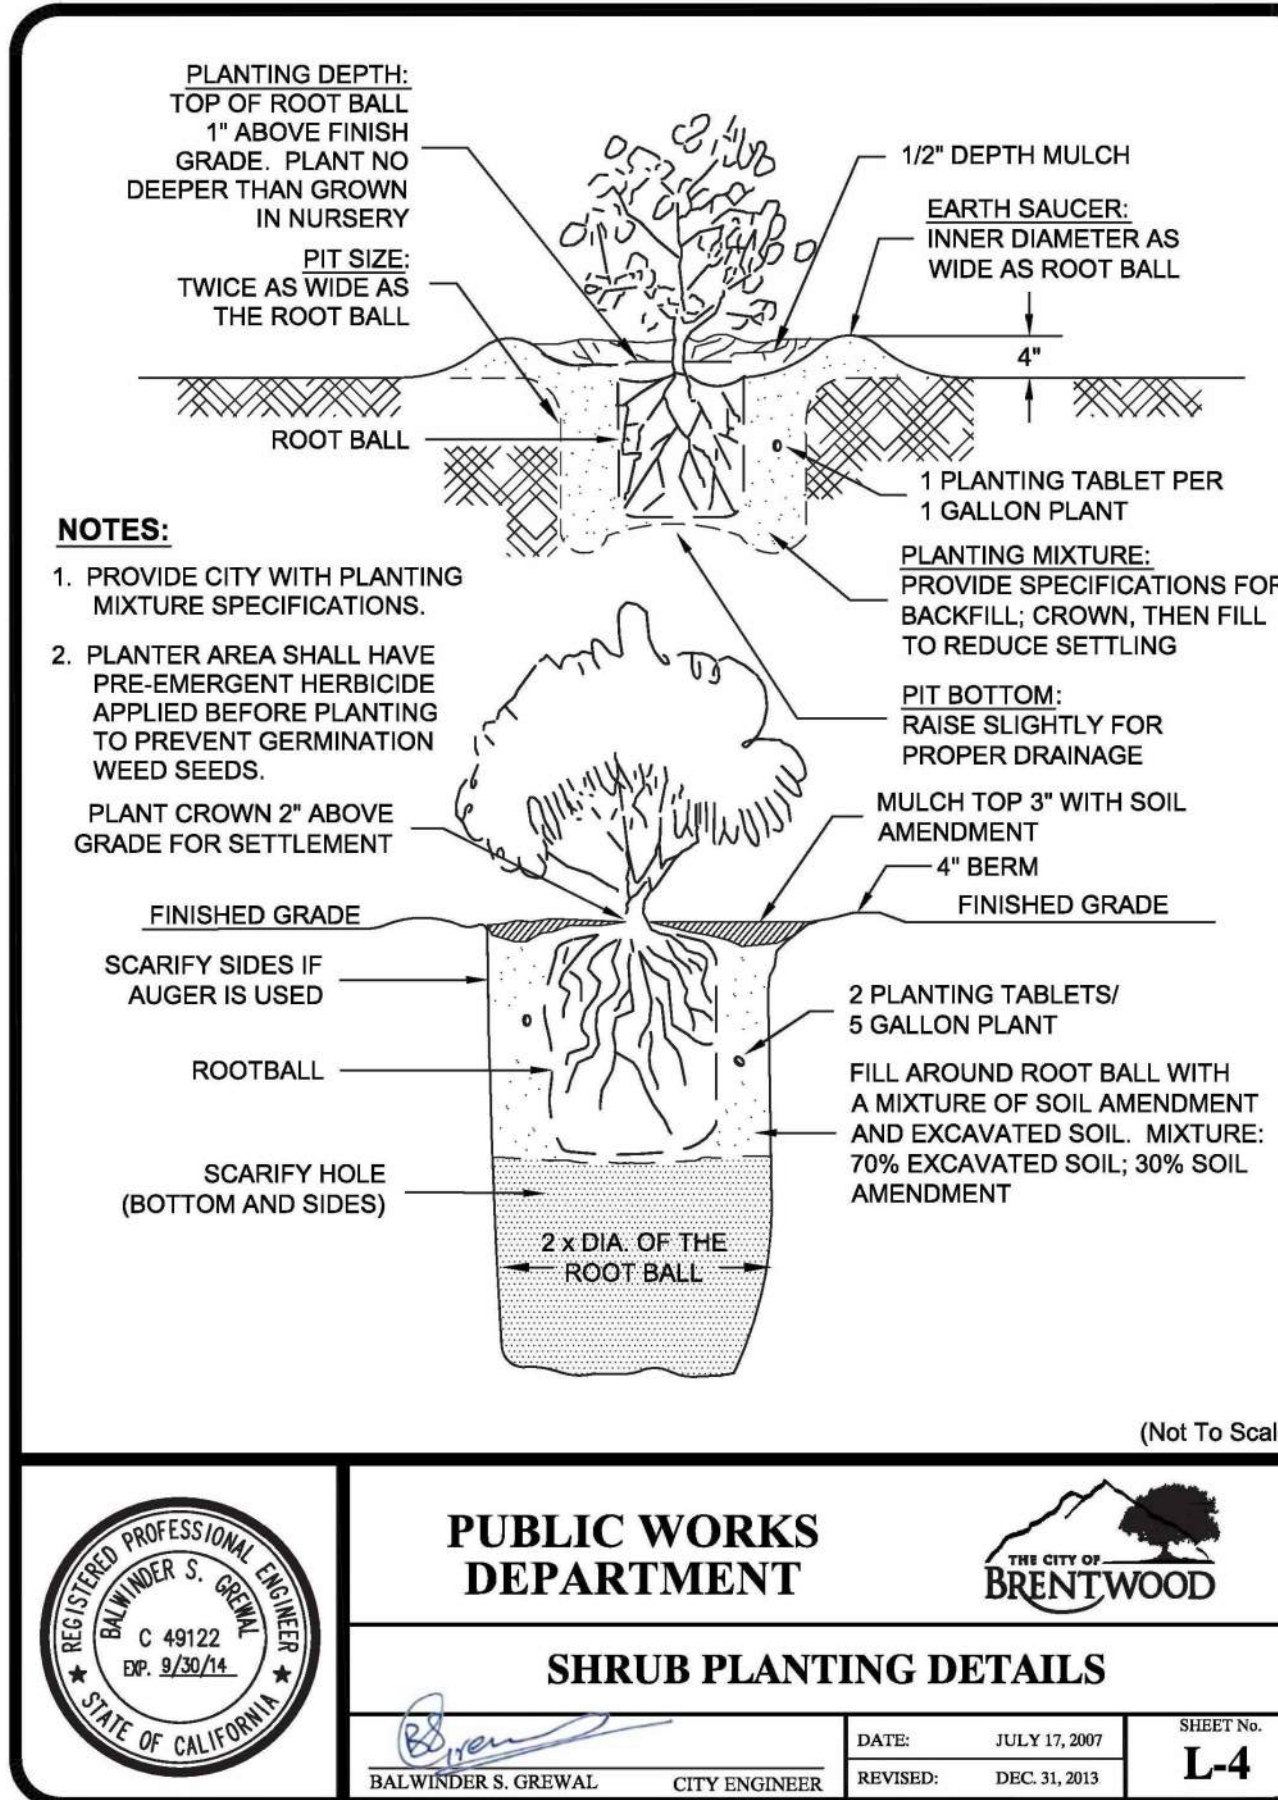 PLANTING DEPTH:
TOP OF ROOT BALL
1" ABOVE FINISH
GRADE. PLANT NO
DEEPER THAN GROWN
IN NURSERY
PIT SIZE:
TWICE AS WIDE AS
THE ROOT BALL
ROOT BALL
1/2" DEPTH MULCH
EARTH SAUCER:
INNER DIAMETER AS
WIDE AS ROOT BALL
4"
1 PLANTING TABLET PER
1 GALLON PLANT
PLANTING MIXTURE:
PROVIDE SPECIFICATIONS FOR
BACKFILL; CROWN, THEN FILL
TO REDUCE SETTLING
PIT BOTTOM:
RAISE SLIGHTLY FOR
PROPER DRAINAGE
NOTES:
1. PROVIDE CITY WITH PLANTING
MIXTURE SPECIFICATIONS.
2. PLANTER AREA SHALL HAVE
PRE-EMERGENT HERBICIDE
APPLIED BEFORE PLANTING
TO PREVENT GERMINATION
WEED SEEDS.
PLANT CROWN 2" ABOVE
GRADE FOR SETTLEMENT
FINISHED GRADE
SCARIFY SIDES IF
AUGER IS USED
ROOTBALL
SCARIFY HOLE
(BOTTOM AND SIDES)
2 x DIA. OF THE
ROOT BALL
MULCH TOP 3" WITH SOIL
AMENDMENT
4" BERM
FINISHED GRADE
2 PLANTING TABLETS/
5 GALLON PLANT
FILL AROUND ROOT BALL WITH
A MIXTURE OF SOIL AMENDMENT
AND EXCAVATED SOIL. MIXTURE:
70% EXCAVATED SOIL; 30% SOIL
AMENDMENT
(Not To Scal
REGISTERED PROFESSIONAL ENGINEER
BALWINDER S. GREWAL
C 49122
EXP. 9/30/14
STATE OF CALIFORNIA
PUBLIC WORKS
DEPARTMENT
THE CITY OF
BRENTWOOD
SHRUB PLANTING DETAILS
BALWINDER S. GREWAL CITY ENGINEER
DATE: JULY 17, 2007
REVISED: DEC. 31, 2013
SHEET No.
L-4